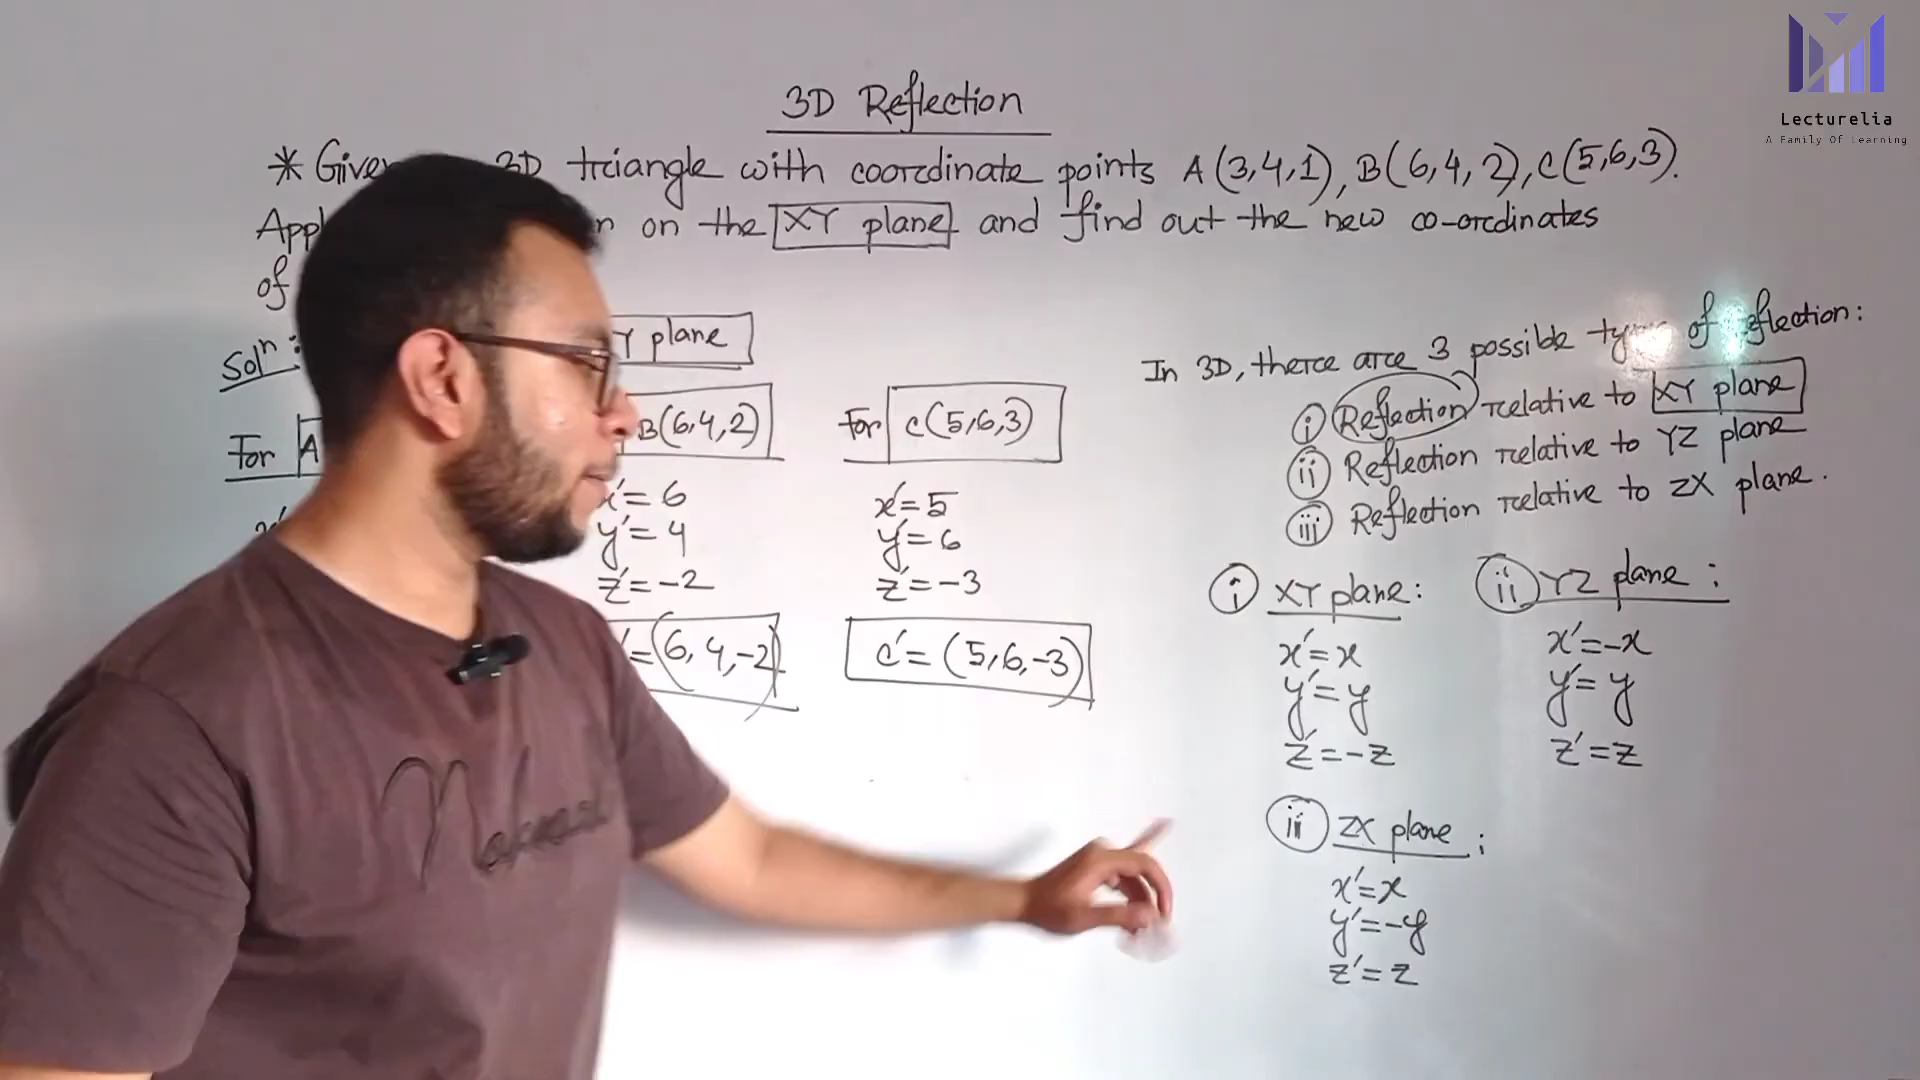 Lecturelia
A Family Of Learning
3D Reflection
* Give 3D triangle with coordinate points A(3,4,1), B(6,4,2), C(5,6,3).
App n on the XY plane and find out the new co-ordinates
of
Solⁿ: Y plane
For A
B(6,4,2)
x'=6
y'=4
z'=-2
'=(6,4,-2)
For C(5,6,3)
x'=5
y'=6
z'=-3
C'=(5,6,-3)
In 3D, there are 3 possible of reflection:
i Reflection relative to XY plane
ii Reflection relative to YZ plane
iii Reflection relative to ZX plane.
i XY plane:
x'=x
y'=y
z'=-z
ii YZ plane:
x'=-x
y'=y
z'=z
iii ZX plane:
x'=x
y'=-y
z'=z